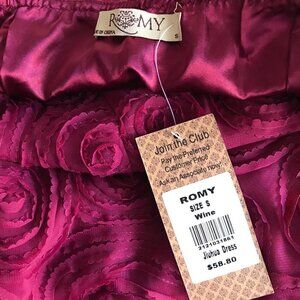 ROMY
MADE IN CHINA
S
Join the Club
Pay the Preferred
Customer Price
Ask an Associate now!
ROMY
SIZE S
Wine
2121031861
Jiuhua Dress
$58.80